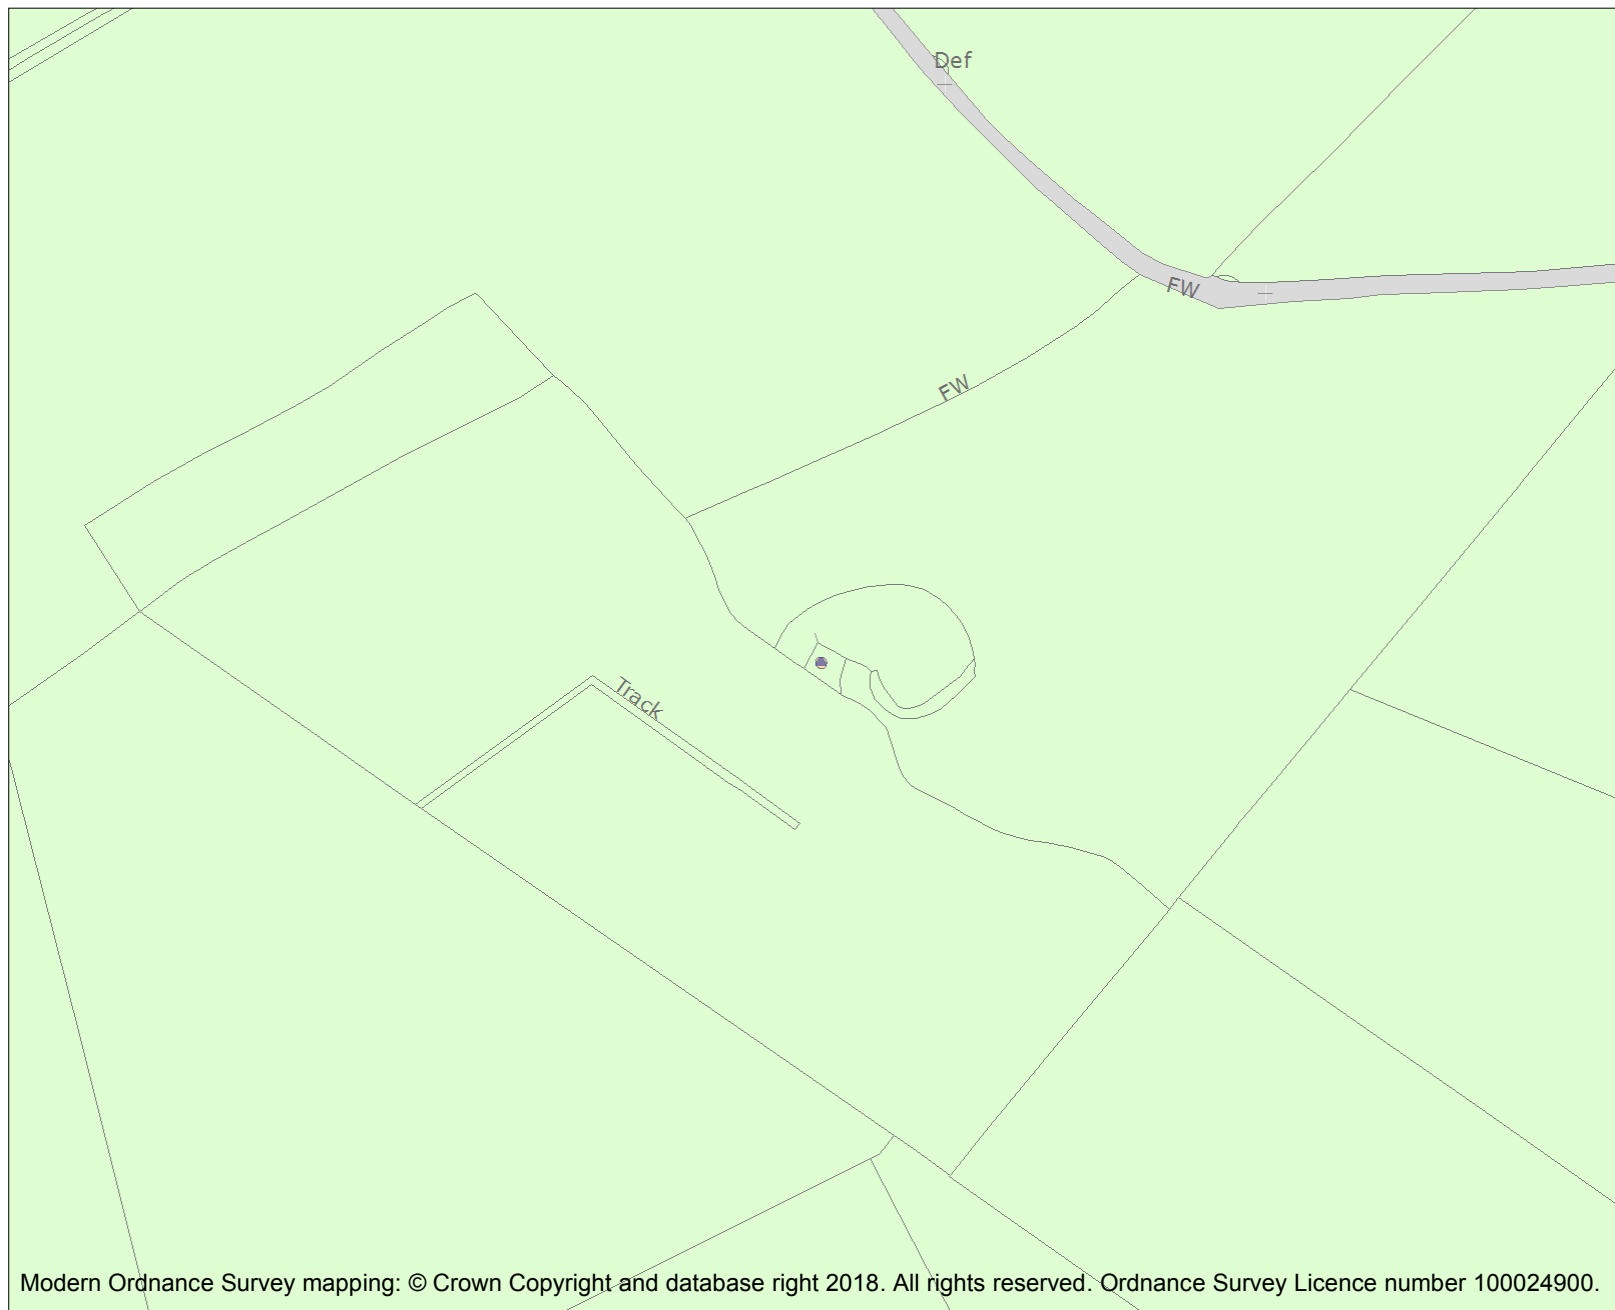 Def
FW
FW
Track
Modern Ordnance Survey mapping: © Crown Copyright and database right 2018. All rights reserved. Ordnance Survey Licence number 100024900.